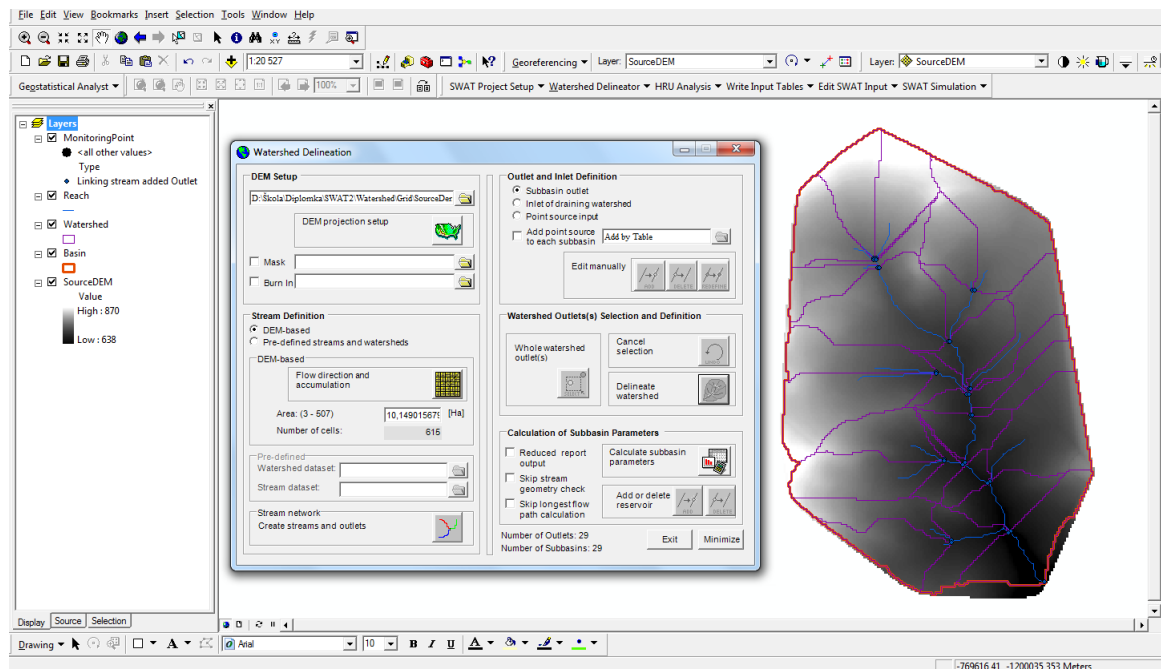 File Edit View Bookmarks Insert Selection Tools Window Help
1:20 527
Georeferencing Layer: SourceDEM
Layer: SourceDEM
Geostatistical Analyst
100%
SWAT Project Setup Watershed Delineator HRU Analysis Write Input Tables Edit SWAT Input SWAT Simulation
Layers
MonitoringPoint
<all other values>
Type
Linking stream added Outlet
Reach
Watershed
Basin
SourceDEM
Value
High : 870
Low : 638
Watershed Delineation
DEM Setup
D:\Škola\Diplomka\SWAT2\Watershed\Grid\SourceDer
DEM projection setup
Mask
Burn In
Stream Definition
DEM-based
Pre-defined streams and watersheds
DEM-based
Flow direction and
accumulation
Area: (3 - 507)
10,149015679
[Ha]
Number of cells:
616
Pre-defined
Watershed dataset:
Stream dataset:
Stream network
Create streams and outlets
Outlet and Inlet Definition
Subbasin outlet
Inlet of draining watershed
Point source input
Add point source
to each subbasin
Add by Table
Edit manually
ADD
DELETE
REDEFINE
Watershed Outlets(s) Selection and Definition
Whole watershed
outlet(s)
Cancel
selection
Delineate
watershed
Calculation of Subbasin Parameters
Reduced report
output
Skip stream
geometry check
Skip longest flow
path calculation
Calculate subbasin
parameters
Add or delete
reservoir
ADD
DELETE
Number of Outlets: 29
Number of Subbasins: 29
Exit
Minimize
Display Source Selection
Drawing
Arial
10
B I U A
-769616,41 -1200035,353 Meters